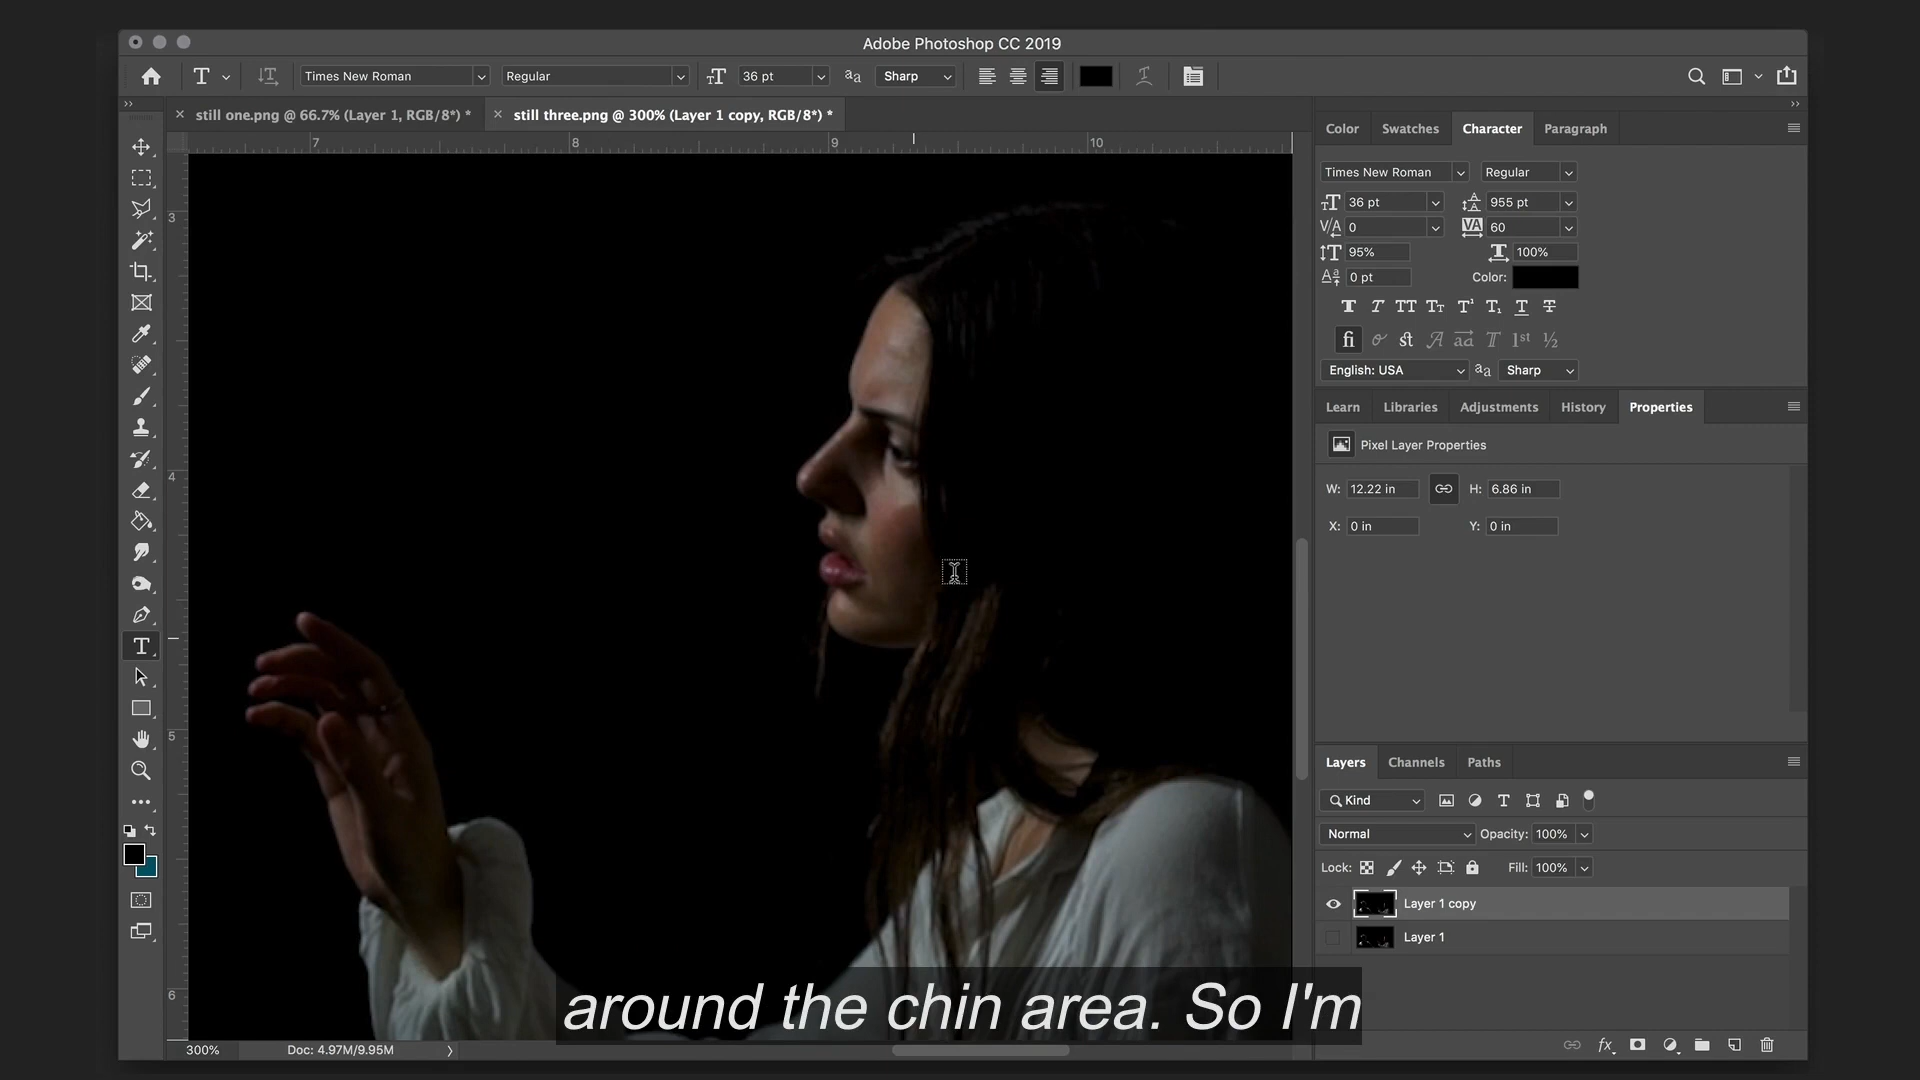 Adobe Photoshop CC 2019
Times New Roman Regular 36 pt Sharp
still one.png @ 66.7% (Layer 1, RGB/8*) * still three.png @ 300% (Layer 1 copy, RGB/8*) *
7 8 9 10
3
4
5
6
Color Swatches Character Paragraph
Times New Roman Regular
36 pt 955 pt
0 60
95% 100%
0 pt Color:
English: USA Sharp
Learn Libraries Adjustments History Properties
Pixel Layer Properties
W: 12.22 in H: 6.86 in
X: 0 in Y: 0 in
Layers Channels Paths
Kind
Normal Opacity: 100%
Lock: Fill: 100%
Layer 1 copy
Layer 1
around the chin area. So I'm
300% Doc: 4.97M/9.95M